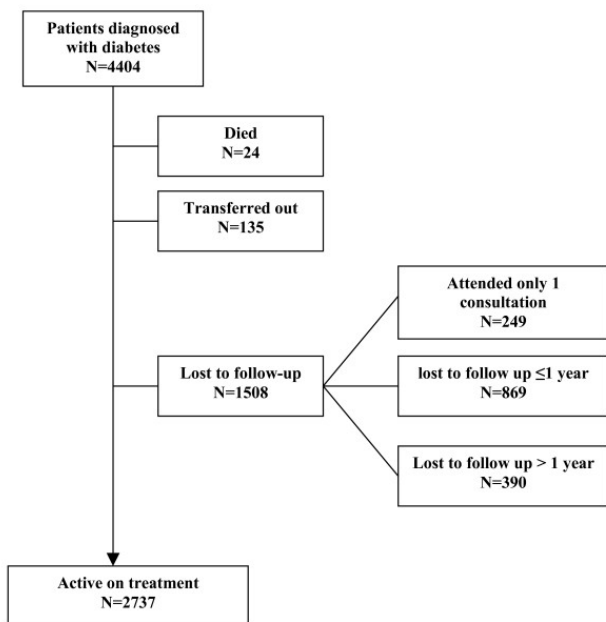 Patients diagnosed
with diabetes
N=4404
Died
N=24
Transferred out
N=135
Attended only 1
consultation
N=249
Lost to follow-up
N=1508
lost to follow up ≤1 year
N=869
Lost to follow up > 1 year
N=390
Active on treatment
N=2737